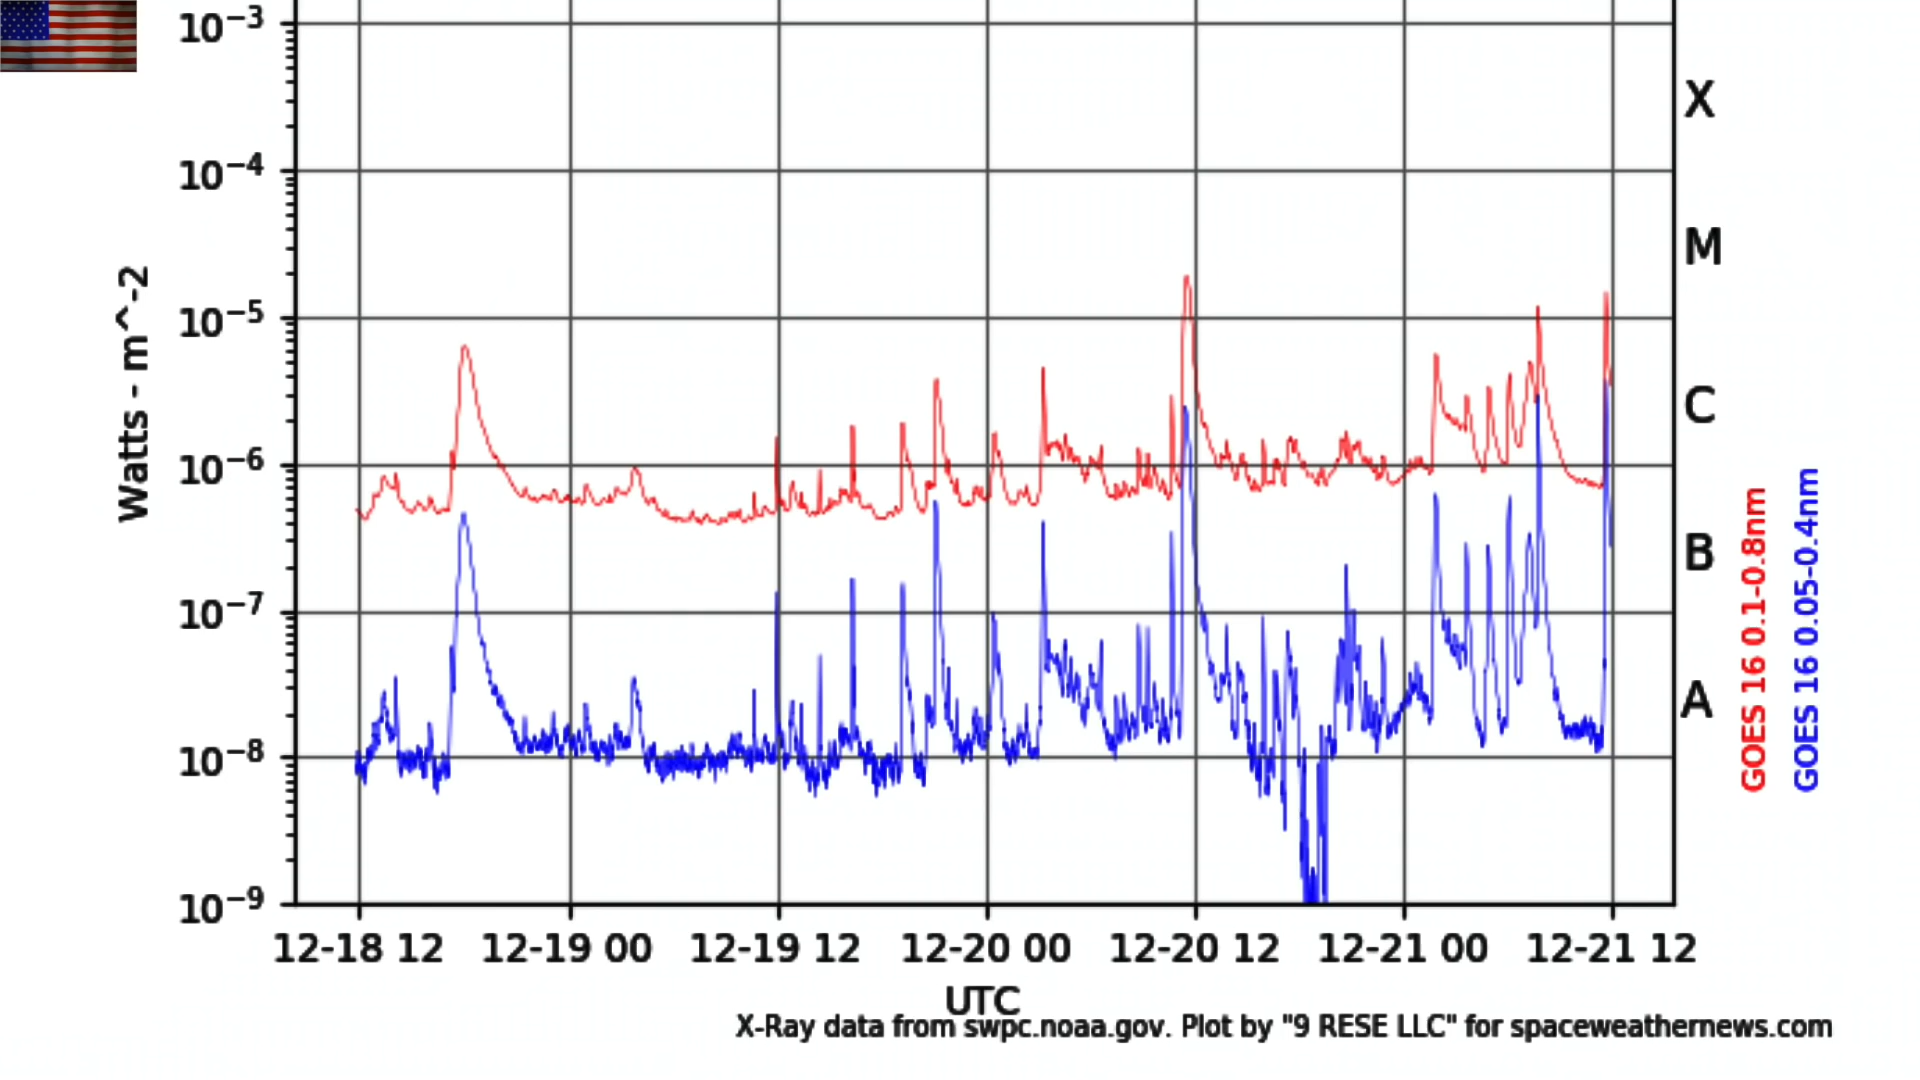 10−3
X
10−4
M
10−5
C
10−6
B
10−7
A
10−8
10−9
Watts - m^-2
GOES 16 0.1-0.8nm
GOES 16 0.05-0.4nm
12-18 12 12-19 00 12-19 12 12-20 00 12-20 12 12-21 00 12-21 12
UTC
X-Ray data from swpc.noaa.gov. Plot by "9 RESE LLC" for spaceweathernews.com